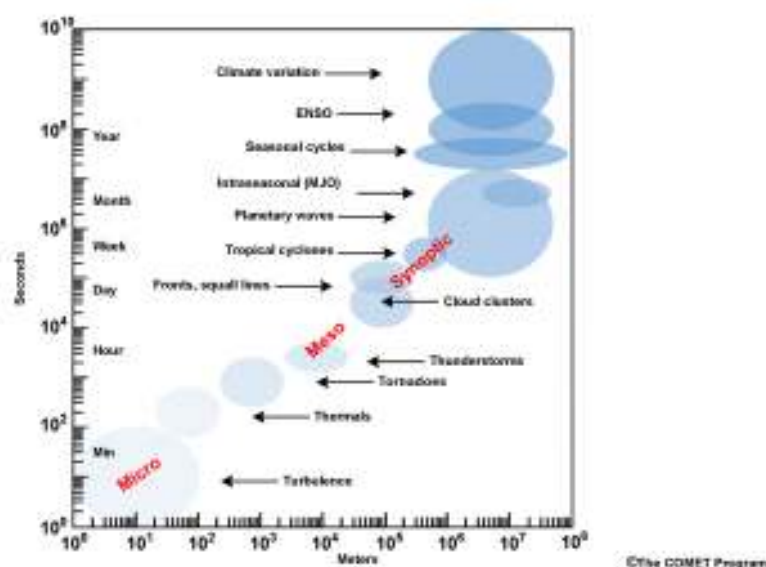 10¹⁰
Climate variation
ENSO
10⁸
Year
Seasonal cycles
Intraseasonal (MJO)
Month
Planetary waves
10⁶
Week
Tropical cyclones
Synoptic
Seconds
Day
Fronts, squall lines
Cloud clusters
10⁴
Meso
Hour
Thunderstorms
Tornadoes
10²
Thermals
Min
Micro
Turbulence
10⁰
10⁰ 10¹ 10² 10³ 10⁴ 10⁵ 10⁶ 10⁷
Meters
©The COMET Program